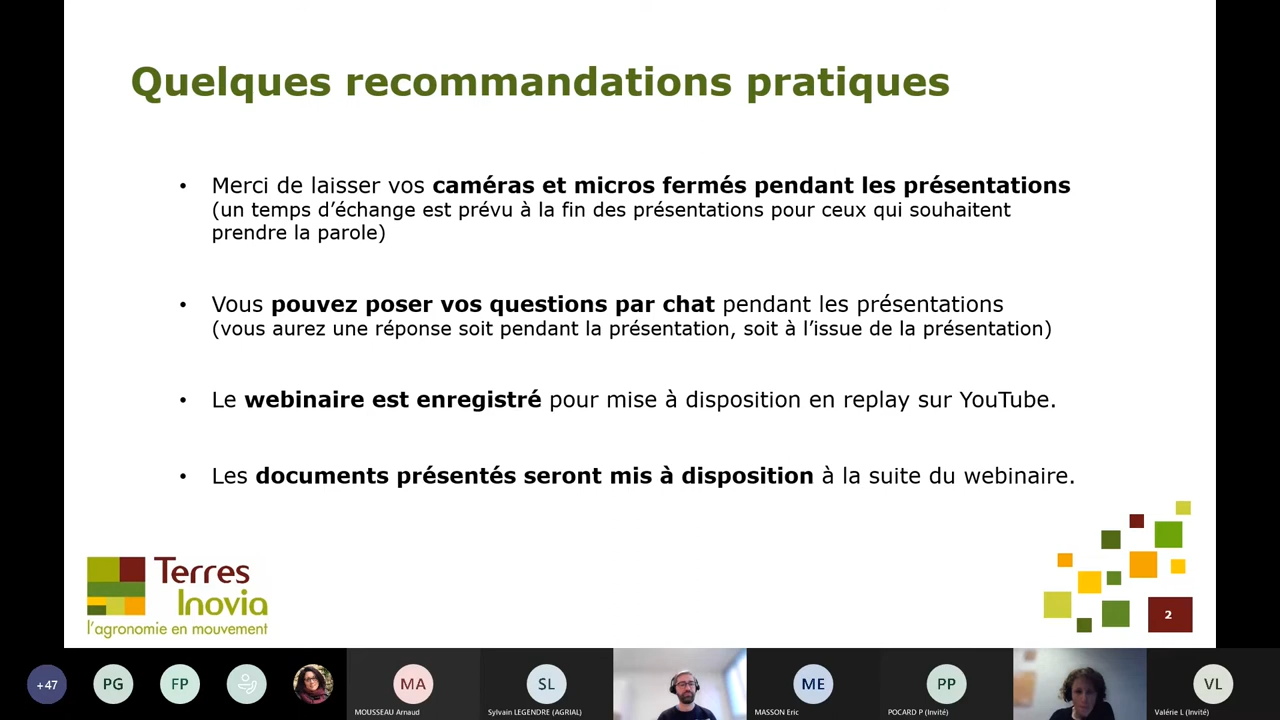 Quelques recommandations pratiques
• Merci de laisser vos caméras et micros fermés pendant les présentations
(un temps d’échange est prévu à la fin des présentations pour ceux qui souhaitent
prendre la parole)
• Vous pouvez poser vos questions par chat pendant les présentations
(vous aurez une réponse soit pendant la présentation, soit à l’issue de la présentation)
• Le webinaire est enregistré pour mise à disposition en replay sur YouTube.
• Les documents présentés seront mis à disposition à la suite du webinaire.
Terres
Inovia
l’agronomie en mouvement
2
+47 PG FP MA SL ME PP VL
MOUSSEAU Arnaud Sylvain LEGENDRE (AGRIAL) MASSON Eric POCARD P (Invité) Valérie L (Invité)